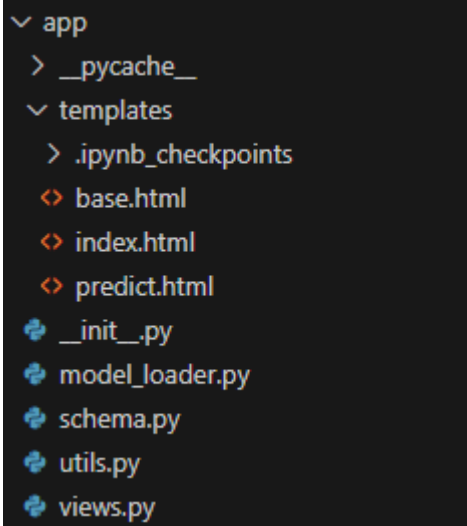 app
__pycache__
templates
.ipynb_checkpoints
base.html
index.html
predict.html
__init__.py
model_loader.py
schema.py
utils.py
views.py